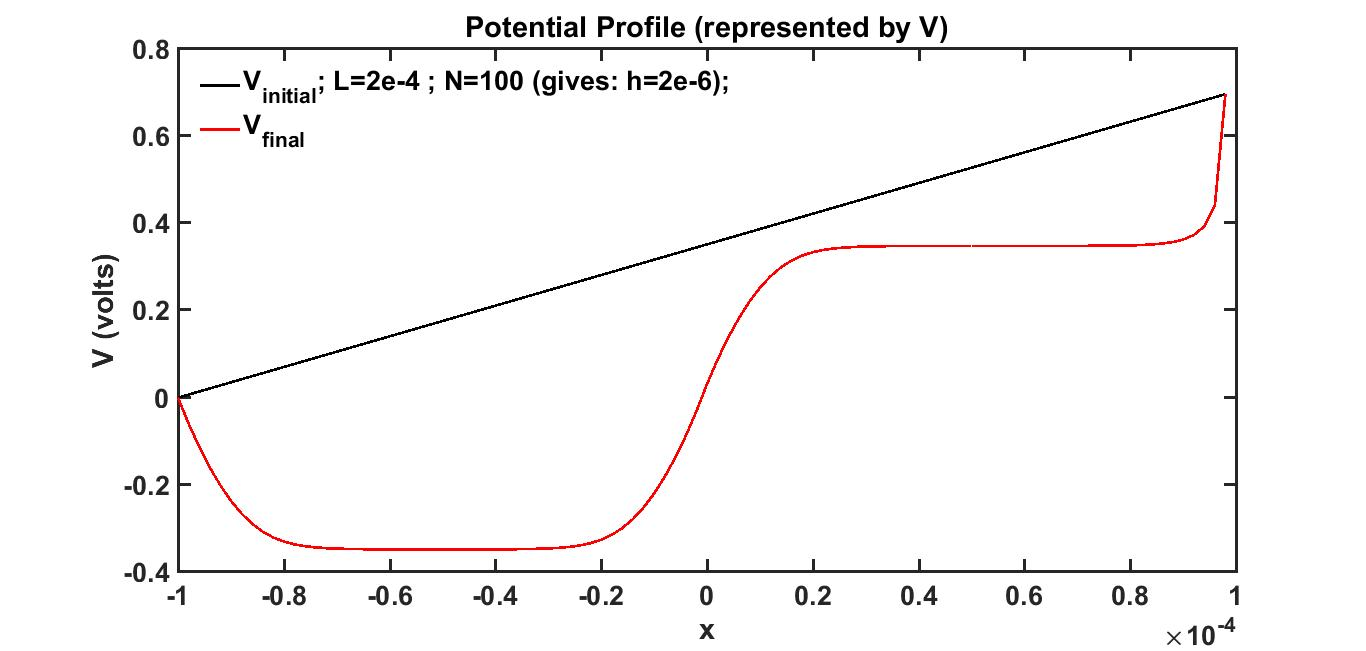 Potential Profile (represented by V)
V_initial; L=2e-4 ; N=100 (gives: h=2e-6);
V_final
0.8
0.6
0.4
0.2
0
-0.2
-0.4
V (volts)
-1 -0.8 -0.6 -0.4 -0.2 0 0.2 0.4 0.6 0.8 1
x
×10^-4